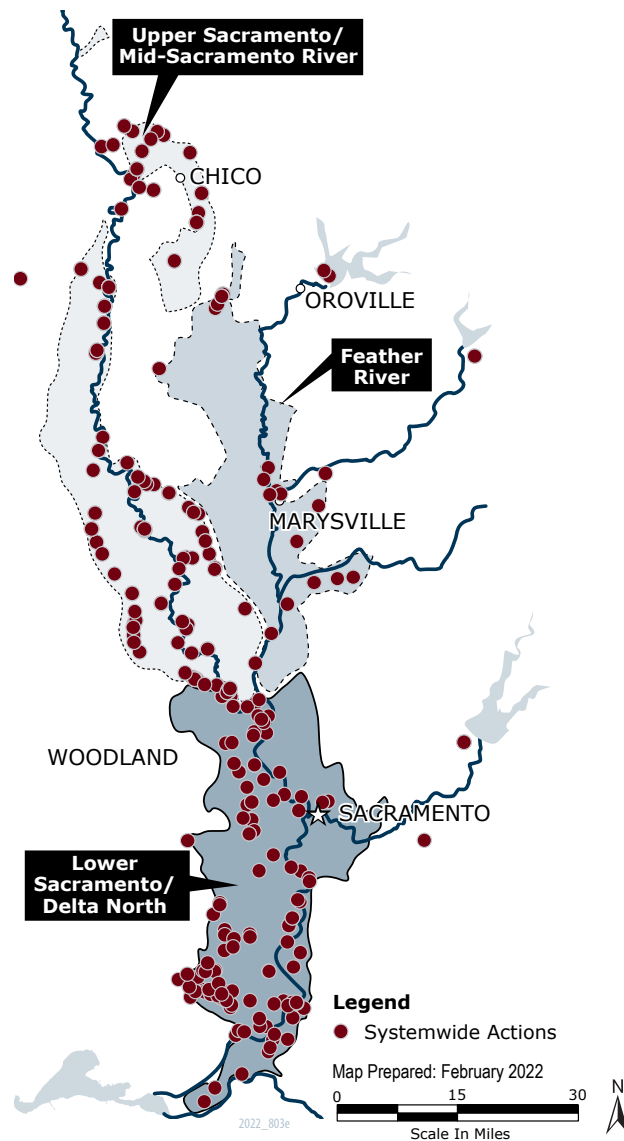 Upper Sacramento/
Mid-Sacramento River
CHICO
OROVILLE
Feather
River
MARYSVILLE
WOODLAND
SACRAMENTO
Lower
Sacramento/
Delta North
Legend
Systemwide Actions
Map Prepared: February 2022
0 15 30
Scale In Miles
N
2022_803e